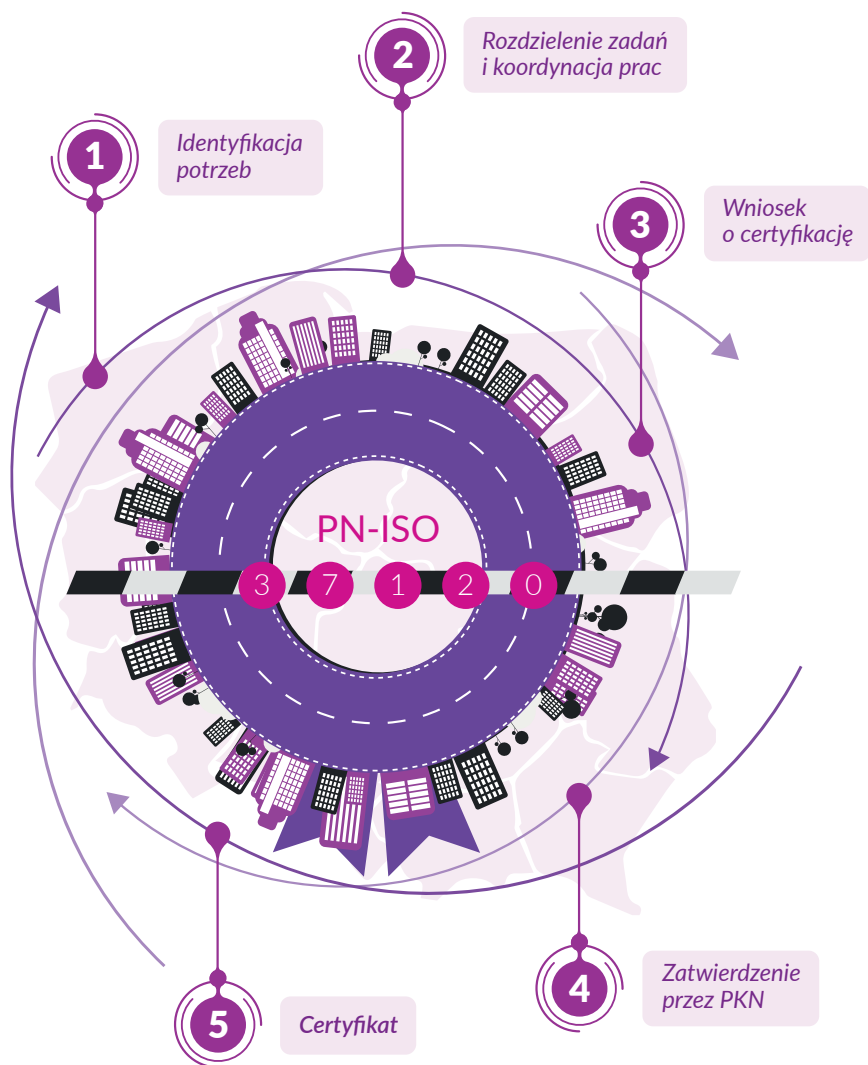 1
Identyfikacja
potrzeb
2
Rozdzielenie zadań
i koordynacja prac
3
Wniosek
o certyfikację
PN-ISO
3 7 1 2 0
4
Zatwierdzenie
przez PKN
5
Certyfikat